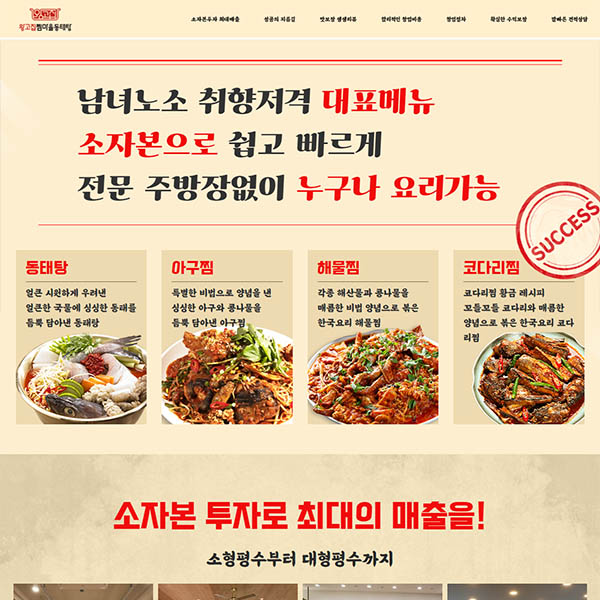 왕고집찜마을동태탕
소자본투자 최대매출 성공의 지름길 맛보장 생생리뷰 합리적인 창업비용 창업절차 확실한 수익보장 빠른 견적상담
남녀노소 취향저격 대표메뉴
소자본으로 쉽고 빠르게
전문 주방장없이 누구나 요리가능
SUCCESS
동태탕
얼큰 시원하게 우려낸
얼큰한 국물에 싱싱한 동태를
듬뿍 담아낸 동태탕
아구찜
특별한 비법으로 양념을 낸
싱싱한 아구와 콩나물을
듬뿍 담아낸 아구찜
해물찜
각종 해산물과 콩나물을
매콤한 비법 양념으로 볶은
한국요리 해물찜
코다리찜
코다리찜 황금 레시피
꼬들꼬들 코다리와 매콤한
양념으로 볶은 한국요리 코다
리찜
소자본 투자로 최대의 매출을!
소형평수부터 대형평수까지